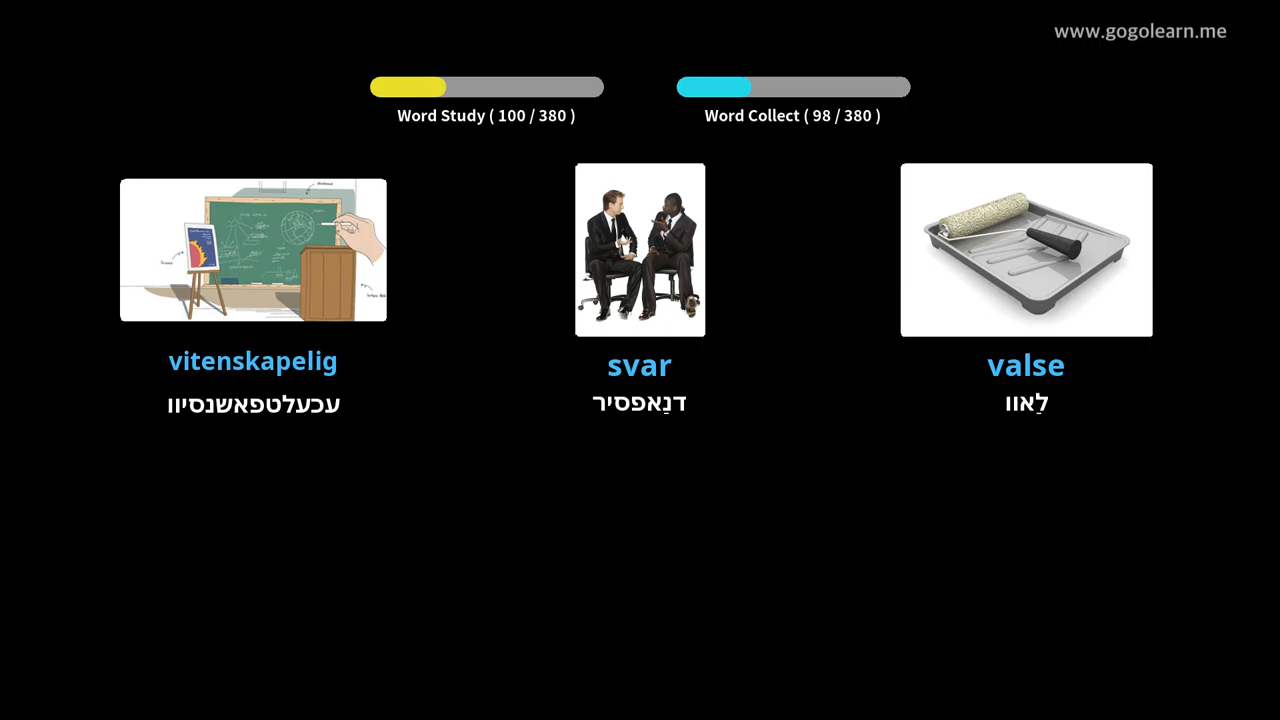 www.gogolearn.me
Word Study ( 100 / 380 )
Word Collect ( 98 / 380 )
vitenskapelig
svar
valse
עכעלטפאשנסיוו
דנַאפסיר
לַאוו